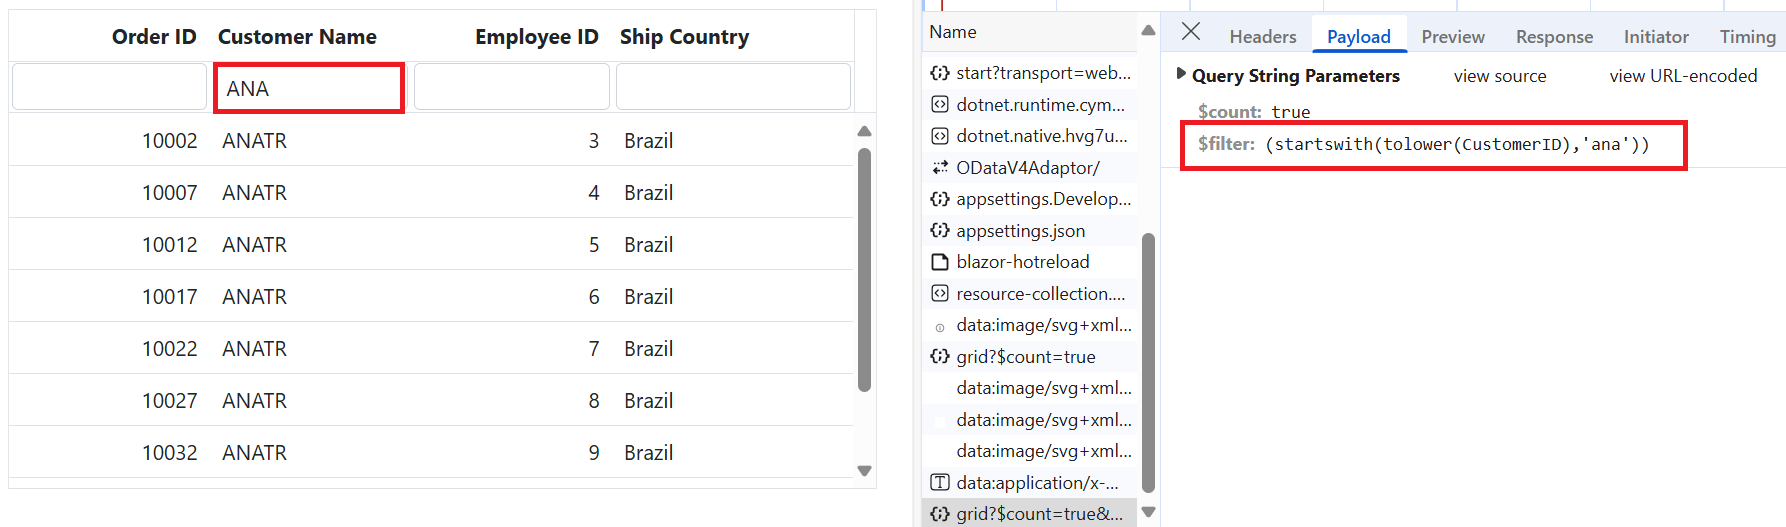 Order ID Customer Name Employee ID Ship Country
ANA
10002 ANATR 3 Brazil
10007 ANATR 4 Brazil
10012 ANATR 5 Brazil
10017 ANATR 6 Brazil
10022 ANATR 7 Brazil
10027 ANATR 8 Brazil
10032 ANATR 9 Brazil
Name
start?transport=web...
dotnet.runtime.cym...
dotnet.native.hvg7u...
ODataV4Adaptor/
appsettings.Develop...
appsettings.json
blazor-hotreload
resource-collection....
data:image/svg+xml...
grid?$count=true
data:image/svg+xml...
data:image/svg+xml...
data:image/svg+xml...
data:application/x-...
grid?$count=true&...
Headers Payload Preview Response Initiator Timing
Query String Parameters view source view URL-encoded
$count: true
$filter: (startswith(tolower(CustomerID),'ana'))